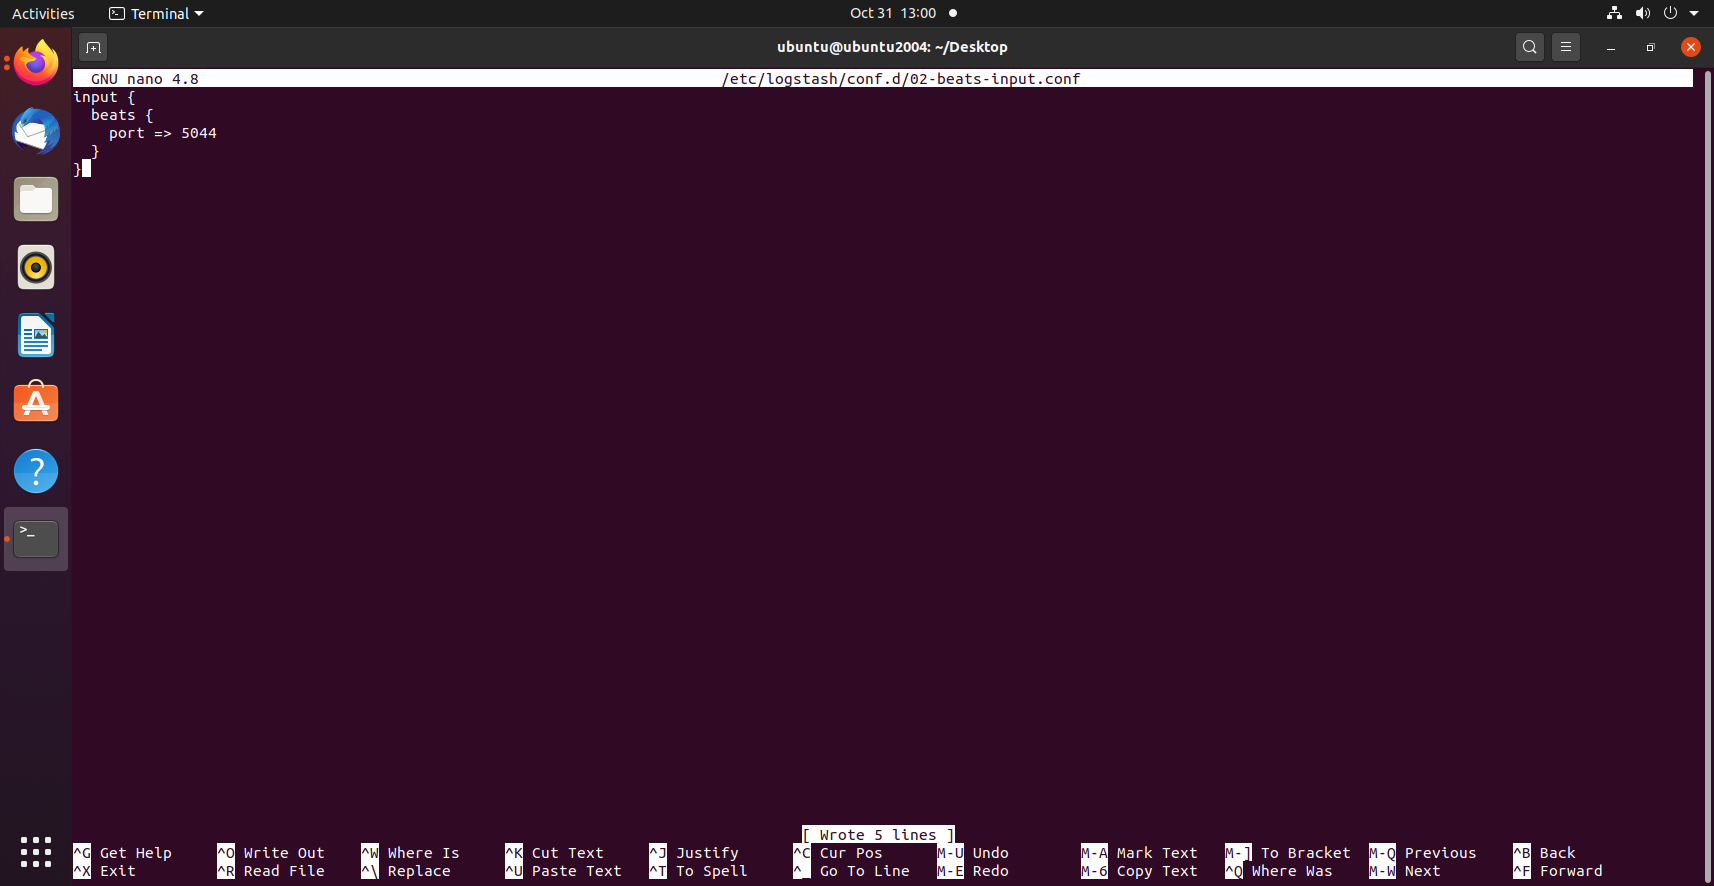 Activities Terminal Oct 31 13:00
ubuntu@ubuntu2004: ~/Desktop
GNU nano 4.8 /etc/logstash/conf.d/02-beats-input.conf
input {
  beats {
    port => 5044
  }
}
[ Wrote 5 lines ]
^G Get Help ^O Write Out ^W Where Is ^K Cut Text ^J Justify ^C Cur Pos M-U Undo M-A Mark Text M-] To Bracket M-Q Previous ^B Back
^X Exit ^R Read File ^\ Replace ^U Paste Text ^T To Spell ^_ Go To Line M-E Redo M-6 Copy Text ^Q Where Was M-W Next ^F Forward